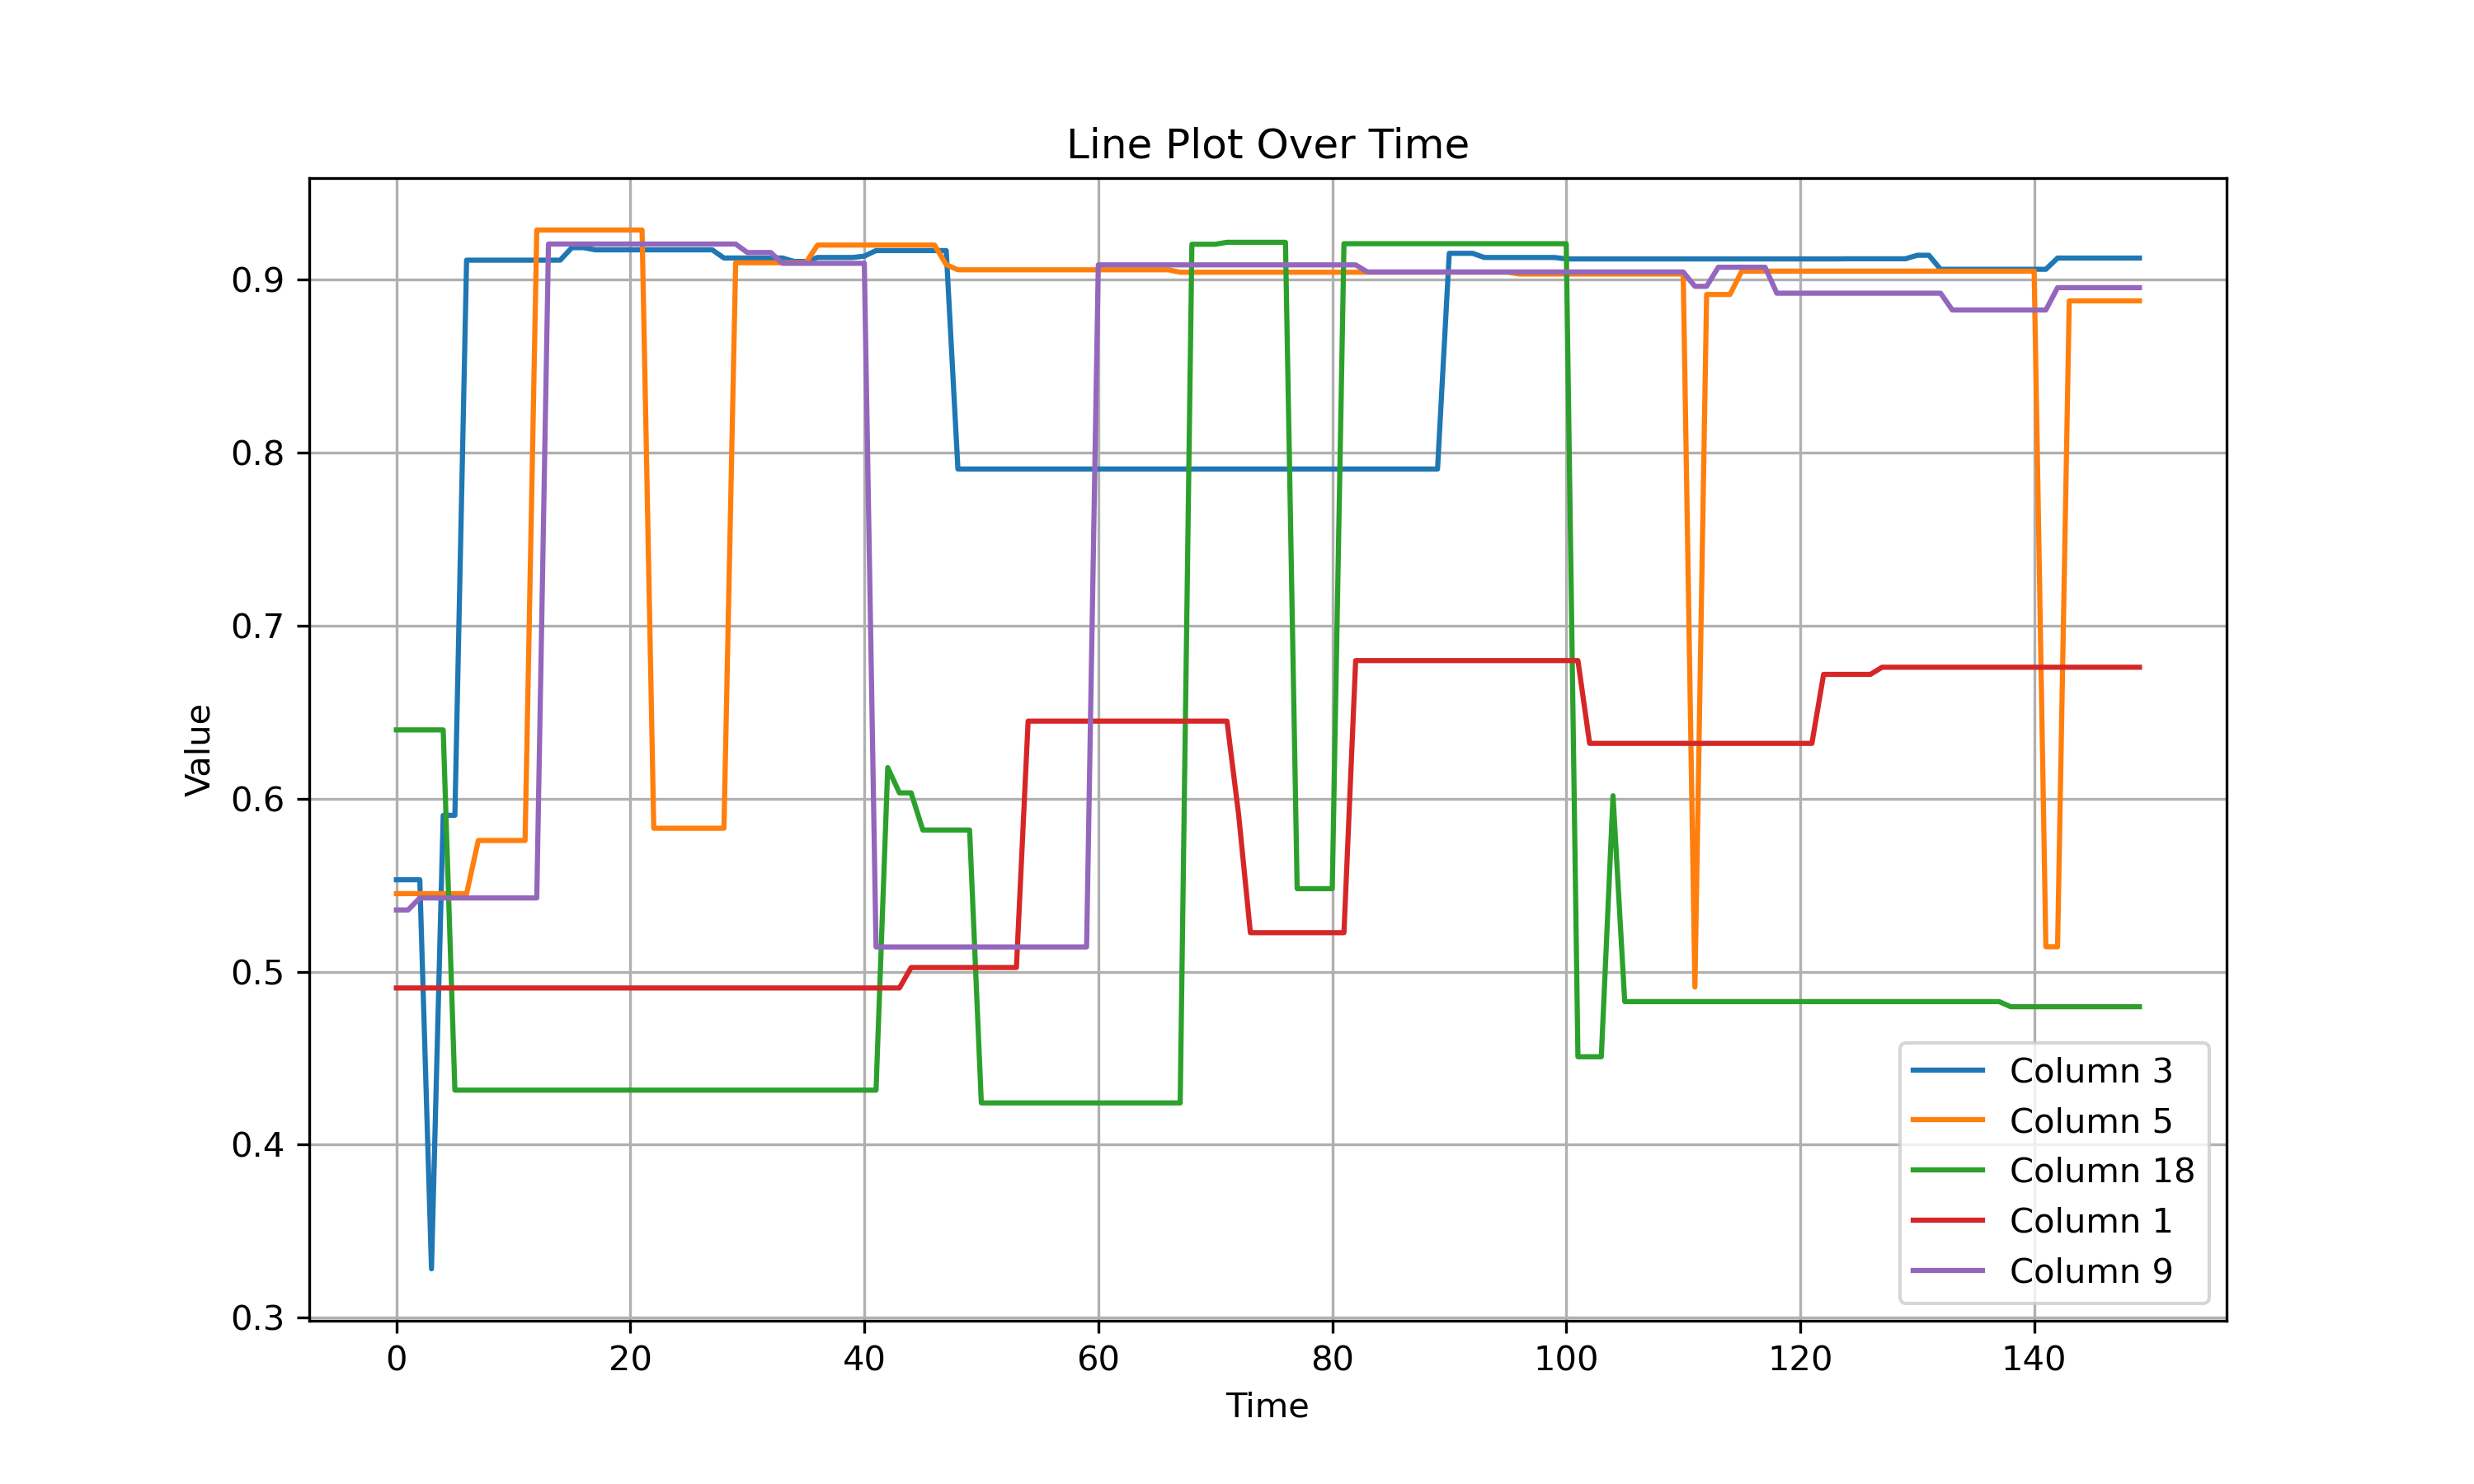 Line Plot Over Time
Value
0.9
0.8
0.7
0.6
0.5
0.4
0.3
0 20 40 60 80 100 120 140
Time
Column 3
Column 5
Column 18
Column 1
Column 9